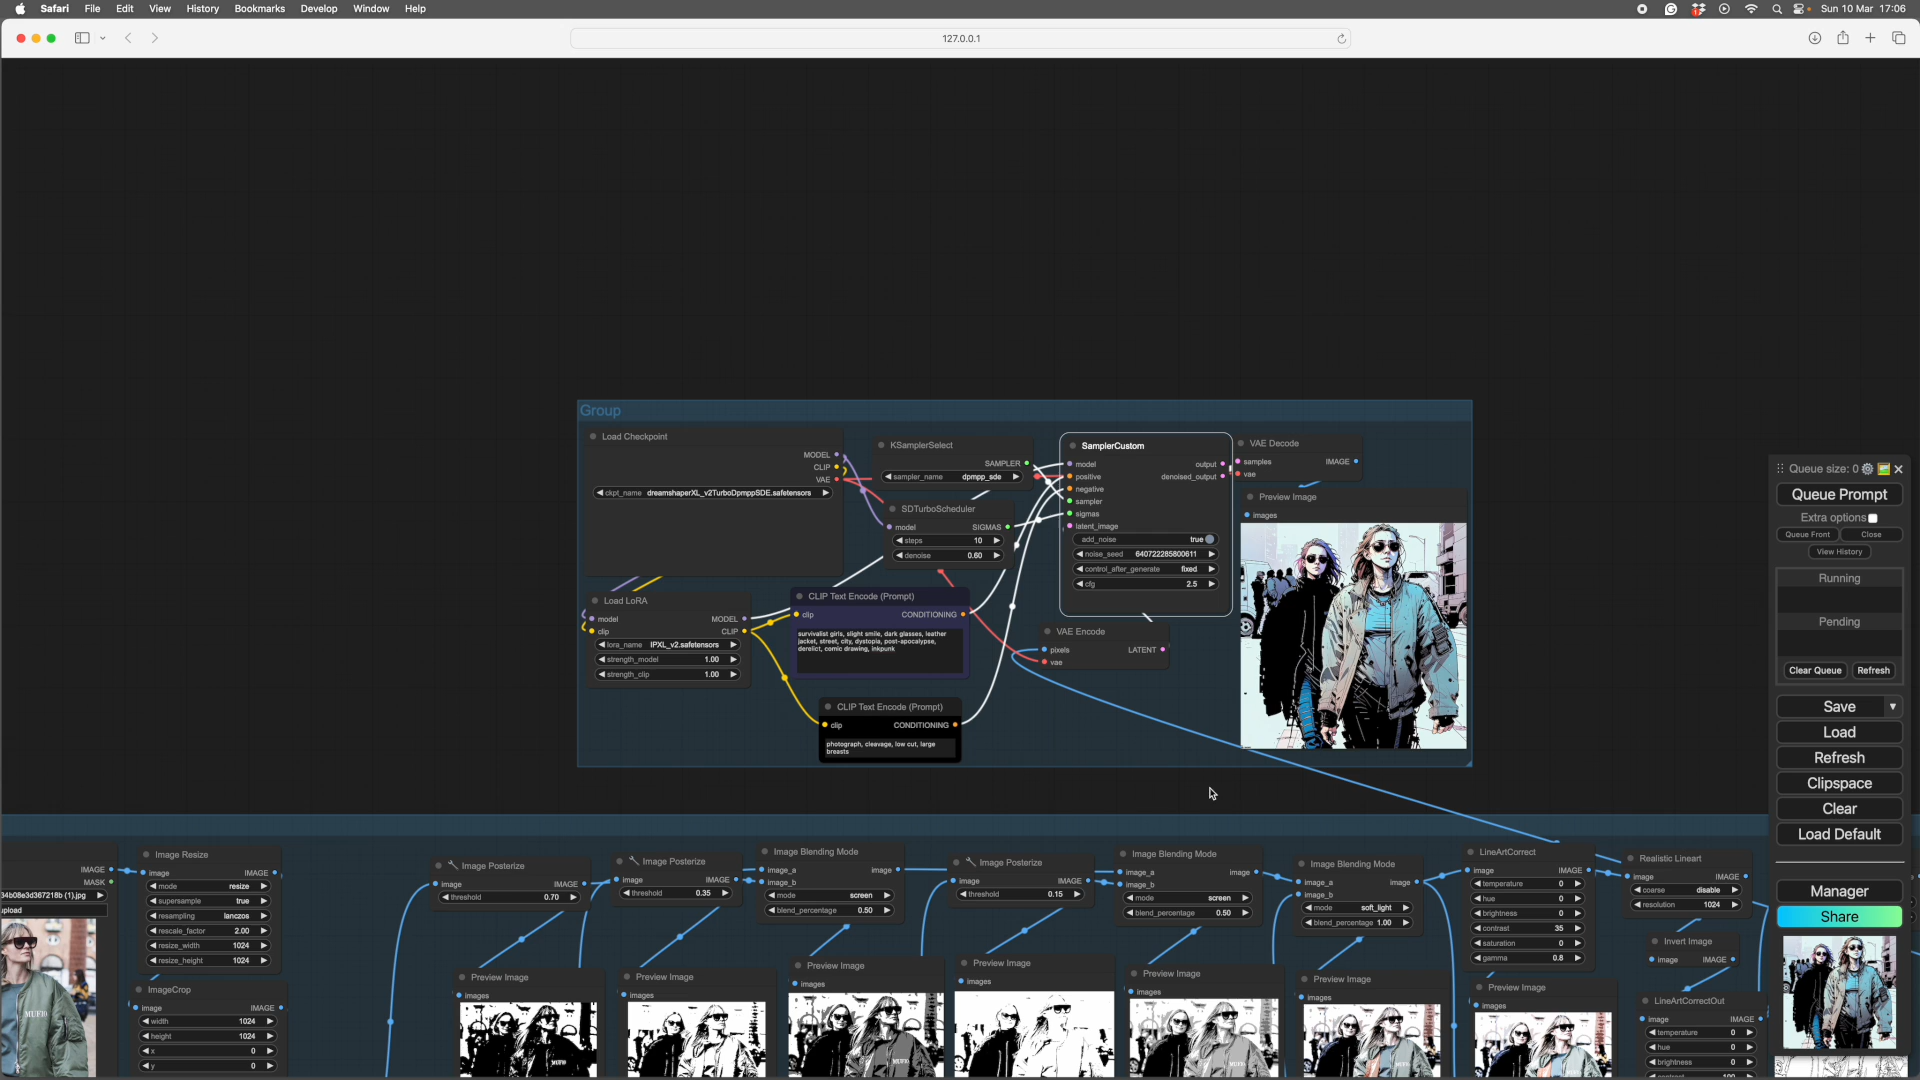 Safari File Edit View History Bookmarks Develop Window Help
Sun 10 Mar 17:06
127.0.0.1
Group
Load Checkpoint
MODEL
CLIP
VAE
ckpt_name dreamshaperXL_v2TurboDpmppSDE.safetensors
KSamplerSelect
SAMPLER
sampler_name dpmpp_sde
SDTurboScheduler
model SIGMAS
steps 10
denoise 0.60
SamplerCustom
model output
positive denoised_output
negative
sampler
sigmas
latent_image
add_noise true
noise_seed 640722285800611
control_after_generate fixed
cfg 2.5
VAE Decode
samples IMAGE
vae
Preview Image
images
Load LoRA
model MODEL
clip CLIP
lora_name IPXL_v2.safetensors
strength_model 1.00
strength_clip 1.00
CLIP Text Encode (Prompt)
clip CONDITIONING
survivalist girls, slight smile, dark glasses, leather
jacket, street, city, dystopia, post-apocalypse,
derelict, comic drawing, inkpunk
CLIP Text Encode (Prompt)
clip CONDITIONING
photograph, cleavage, low cut, large
breasts
VAE Encode
pixels LATENT
vae
Queue size: 0
Queue Prompt
Extra options
Queue Front Close
View History
Running
Pending
Clear Queue Refresh
Save
Load
Refresh
Clipspace
Clear
Load Default
Manager
Share
IMAGE
MASK
34b08e3d367218b (1).jpg
upload
Image Resize
image IMAGE
mode resize
supersample true
resampling lanczos
rescale_factor 2.00
resize_width 1024
resize_height 1024
ImageCrop
image IMAGE
width 1024
height 1024
x 0
y 0
Image Posterize
image IMAGE
threshold 0.70
Preview Image
images
Image Posterize
image IMAGE
threshold 0.35
Preview Image
images
Image Blending Mode
image_a image
image_b
mode screen
blend_percentage 0.50
Preview Image
images
Image Posterize
image IMAGE
threshold 0.15
Preview Image
images
Image Blending Mode
image_a image
image_b
mode screen
blend_percentage 0.50
Preview Image
images
Image Blending Mode
image_a image
image_b
mode soft_light
blend_percentage 1.00
Preview Image
images
LineArtCorrect
image IMAGE
temperature 0
hue 0
brightness 0
contrast 35
saturation 0
gamma 0.8
Preview Image
images
Realistic Lineart
image IMAGE
coarse disable
resolution 1024
Invert Image
image IMAGE
LineArtCorrectOut
image IMAGE
temperature 0
hue 0
brightness 0
contrast 100